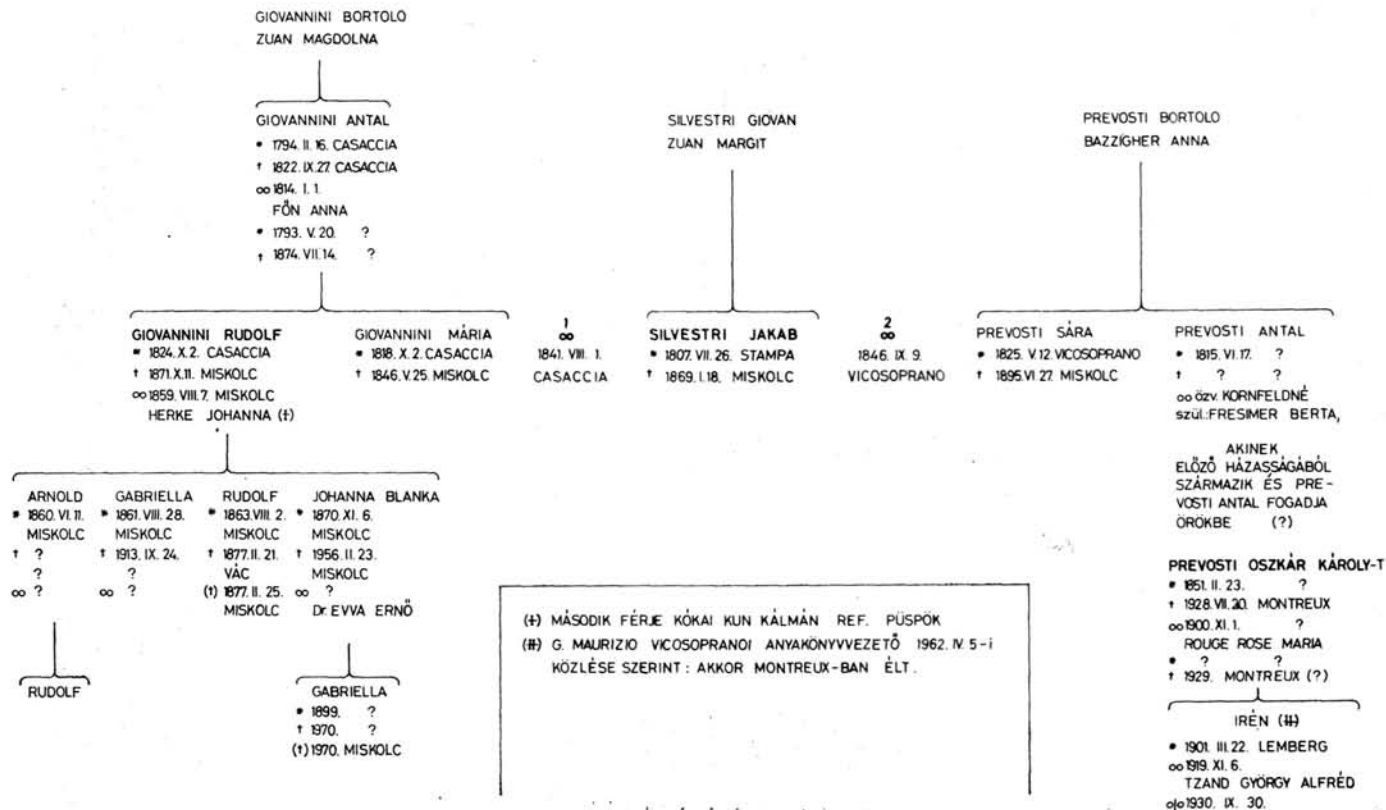 GIOVANNINI BORTOLO
ZUAN MAGDOLNA
GIOVANNINI ANTAL
* 1794. II. 16. CASACCIA
† 1822. IX. 27. CASACCIA
∞ 1814. I. 1.
FŐN ANNA
* 1793. V. 20. ?
† 1874. VII. 14. ?
SILVESTRI GIOVAN
ZUAN MARGIT
PREVOSTI BORTOLO
BAZZIGHER ANNA
GIOVANNINI RUDOLF
* 1824. X. 2. CASACCIA
† 1871. X. 11. MISKOLC
∞ 1859. VIII. 7. MISKOLC
HERKE JOHANNA (†)
GIOVANNINI MÁRIA
* 1818. X. 2. CASACCIA
† 1846. V. 25. MISKOLC
1
∞
1841. VIII. 1.
CASACCIA
SILVESTRI JAKAB
* 1807. VII. 26. STAMPA
† 1869. I. 18. MISKOLC
2
∞
1846. IX. 9.
VICOSOPRANO
PREVOSTI SÁRA
* 1825. V. 12. VICOSOPRANO
† 1895. VI 27. MISKOLC
PREVOSTI ANTAL
* 1815. VI. 17. ?
† ? ?
∞ özv. KORNFELDNÉ
szül.: FRESIMER BERTA,
AKINEK
ELŐZŐ HÁZASSÁGÁBÓL
SZÁRMAZIK ÉS PRE-
VOSTI ANTAL FOGADJA
ÖRÖKBE (?)
PREVOSTI OSZKÁR KÁROLY-T
* 1851. II. 23. ?
† 1928. VII. 20. MONTREUX
∞ 1900. XI. 1. ?
ROUGE ROSE MARIA
* ? ?
† 1929. MONTREUX (?)
IRÉN (‡)
* 1901. III. 22. LEMBERG
∞ 1919. XI. 6.
TZAND GYÖRGY ALFRÉD
o|o 1930. IX. 30.
ARNOLD
* 1860. VI. 11.
MISKOLC
† ?
?
∞ ?
RUDOLF
GABRIELLA
* 1861. VIII. 28.
MISKOLC
† 1913. IX. 24.
?
∞ ?
RUDOLF
* 1863. VIII. 2.
MISKOLC
† 1877. II. 21.
VÁC
(†) 1877. II. 25.
MISKOLC
JOHANNA BLANKA
* 1870. XI. 6.
MISKOLC
† 1956. II. 23.
MISKOLC
∞ ?
Dr. EVVA ERNŐ
GABRIELLA
* 1899. ?
† 1970. ?
(†) 1970. MISKOLC
(‡) MÁSODIK FÉRJE KÓKAI KUN KÁLMÁN REF. PÜSPÖK
(‡‡) G. MAURIZIO VICOSOPRANOI ANYAKÖNYVVEZETŐ 1962. IV. 5-i
KÖZLÉSE SZERINT : AKKOR MONTREUX-BAN ÉLT.